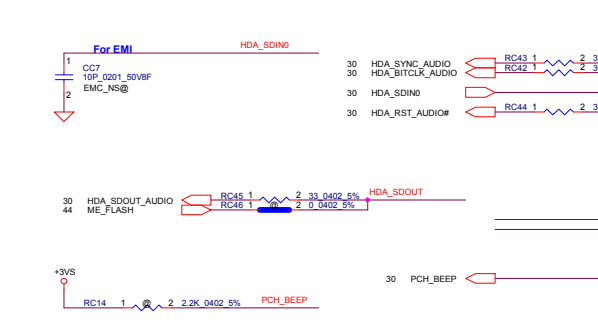 For EMI
HDA_SDIN0
1
CC7
10P_0201_50V8F
EMC_NS@
2
30 HDA_SYNC_AUDIO RC43 1 2 3
30 HDA_BITCLK_AUDIO RC42 1 2 3
30 HDA_SDIN0
30 HDA_RST_AUDIO# RC44 1 2 3
30 HDA_SDOUT_AUDIO RC45 1 2 33_0402_5% HDA_SDOUT
44 ME_FLASH RC46 1 @ 2 0_0402_5%
+3VS
RC14 1 @ 2 2.2K_0402_5% PCH_BEEP
30 PCH_BEEP